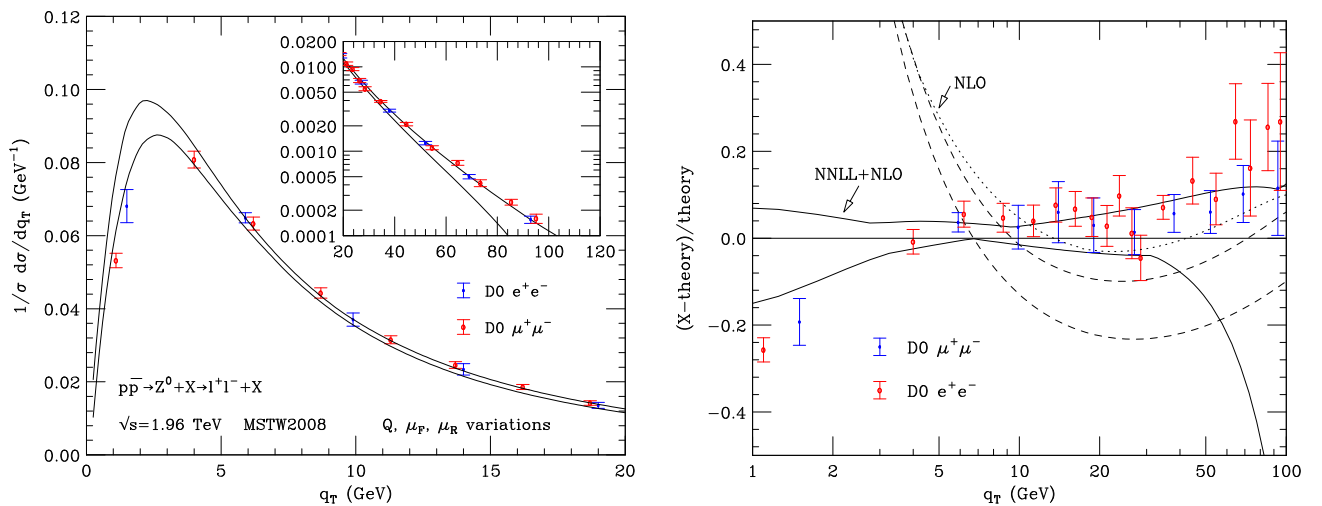 0.12
0.10
0.08
0.06
0.04
0.02
0.00
1/σ dσ/dq_T (GeV⁻¹)
0 5 10 15 20
q_T (GeV)
0.0200
0.0100
0.0050
0.0020
0.0010
0.0005
0.0002
0.0001
20 40 60 80 100 120
DO e⁺e⁻
DO μ⁺μ⁻
pp̅→Z⁰+X→l⁺l⁻+X
√s=1.96 TeV MSTW2008 Q, μ_F, μ_R variations
0.4
0.2
0.0
−0.2
−0.4
(X-theory)/theory
1 2 5 10 20 50 100
q_T (GeV)
NLO
NNLL+NLO
DO μ⁺μ⁻
DO e⁺e⁻